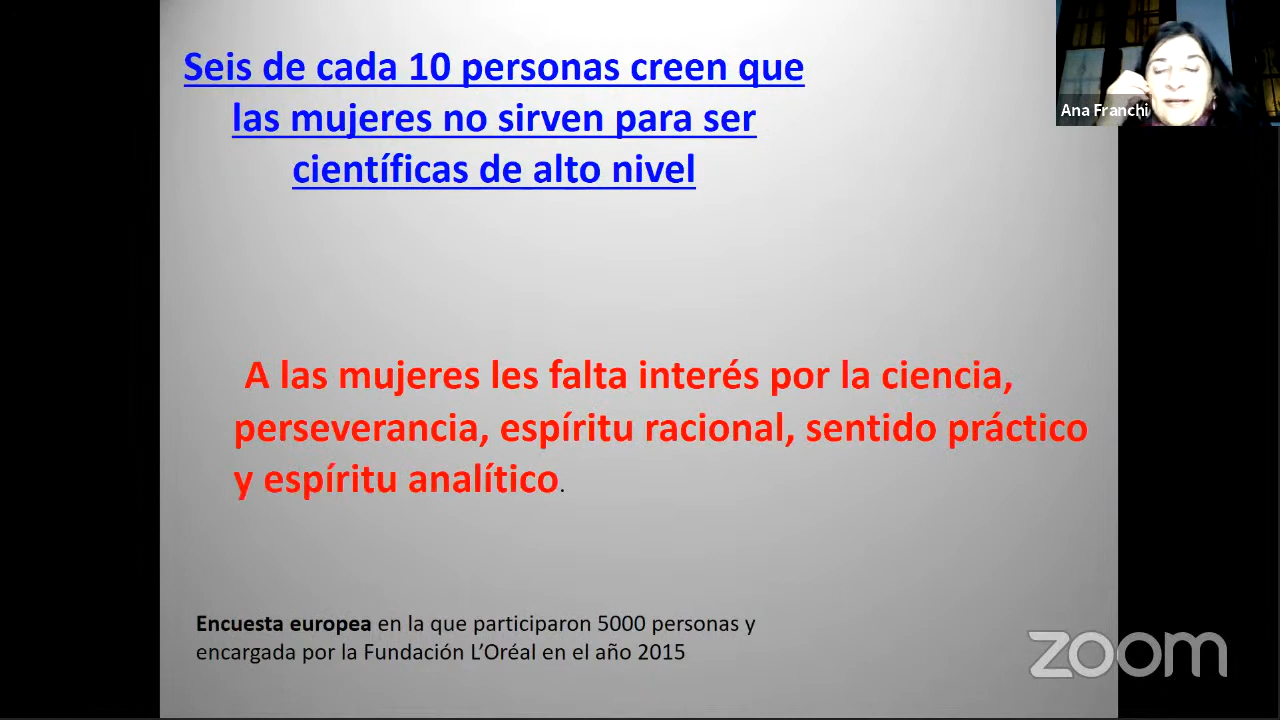 Seis de cada 10 personas creen que
las mujeres no sirven para ser
científicas de alto nivel
Ana Franchi
A las mujeres les falta interés por la ciencia,
perseverancia, espíritu racional, sentido práctico
y espíritu analítico.
Encuesta europea en la que participaron 5000 personas y
encargada por la Fundación L’Oréal en el año 2015
zoom